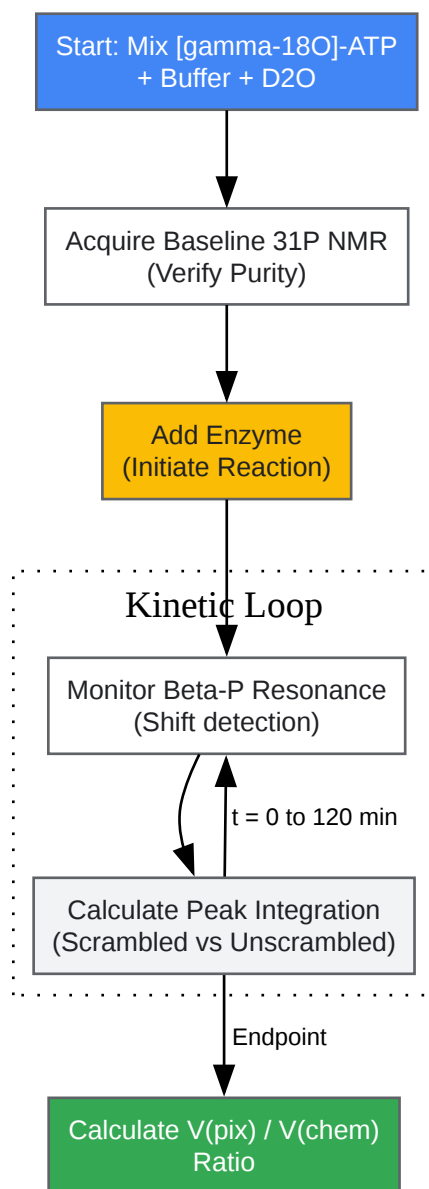 Start: Mix [gamma-18O]-ATP
+ Buffer + D2O
Acquire Baseline 31P NMR
(Verify Purity)
Add Enzyme
(Initiate Reaction)
Kinetic Loop
Monitor Beta-P Resonance
(Shift detection)
t = 0 to 120 min
Calculate Peak Integration
(Scrambled vs Unscrambled)
Endpoint
Calculate V(pix) / V(chem)
Ratio